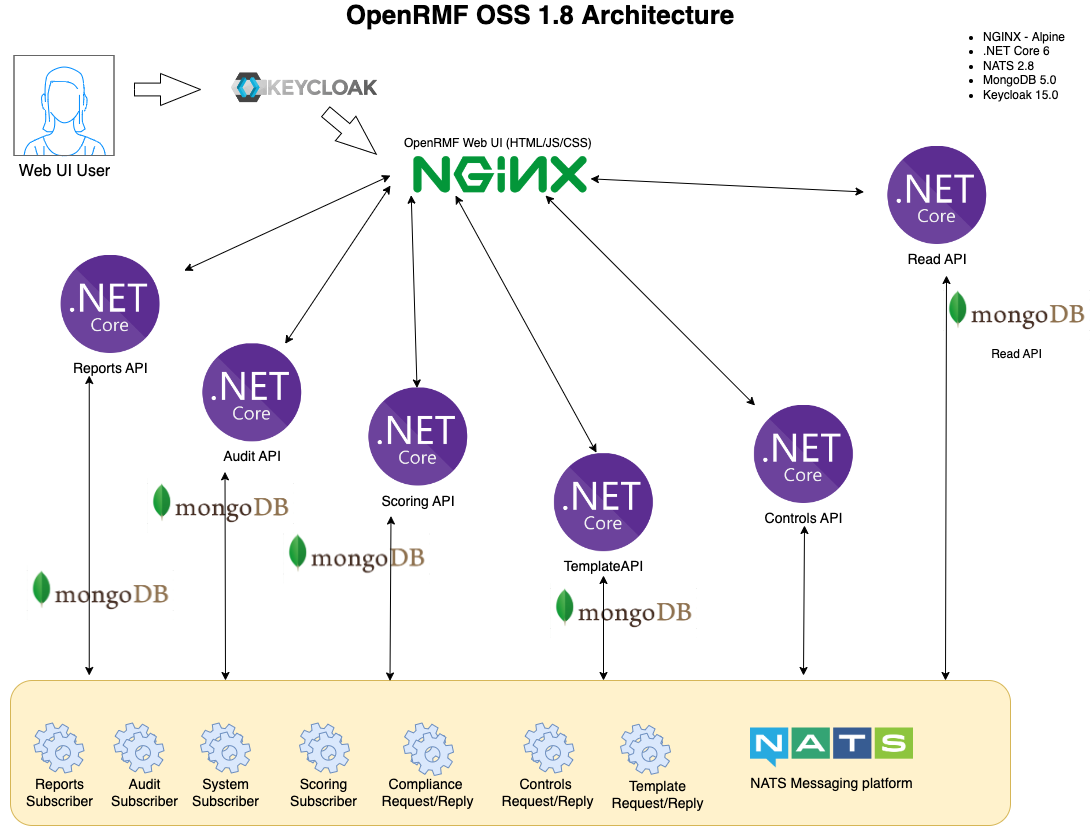 OpenRMF OSS 1.8 Architecture
NGINX - Alpine
.NET Core 6
NATS 2.8
MongoDB 5.0
Keycloak 15.0
KEYCLOAK
Web UI User
OpenRMF Web UI (HTML/JS/CSS)
NGINX
.NET
Core
Read API
mongoDB
Read API
.NET
Core
Reports API
.NET
Core
Audit API
.NET
Core
Scoring API
.NET
Core
TemplateAPI
.NET
Core
Controls API
mongoDB
mongoDB
mongoDB
mongoDB
Reports
Subscriber
Audit
Subscriber
System
Subscriber
Scoring
Subscriber
Compliance
Request/Reply
Controls
Request/Reply
Template
Request/Reply
NATS
NATS Messaging platform